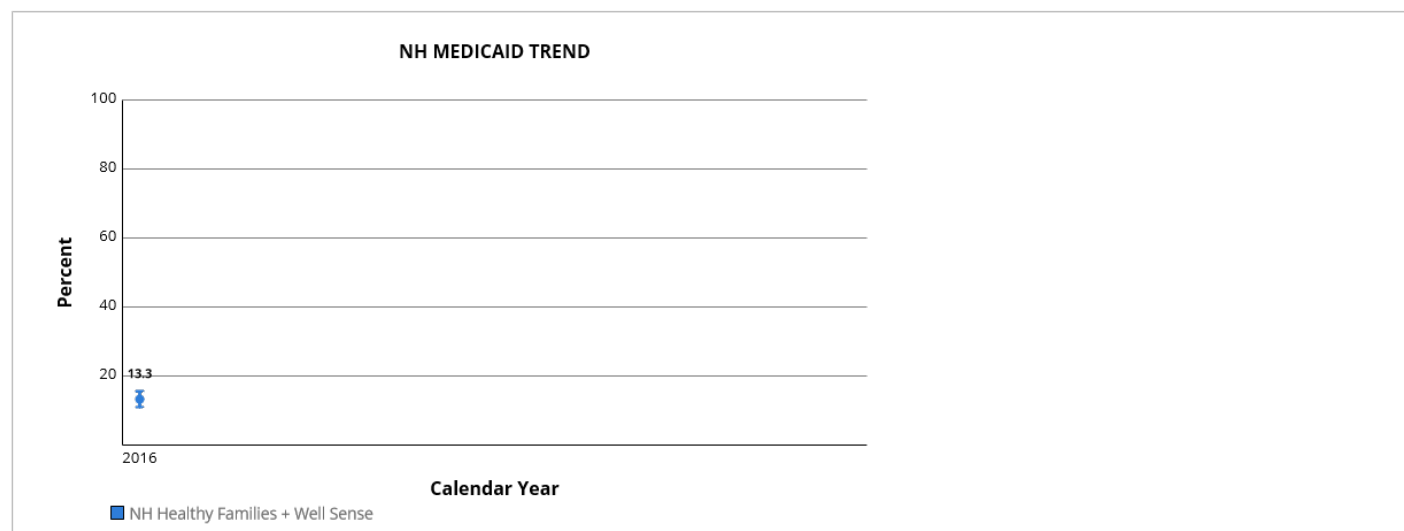 NH MEDICAID TREND
100
80
60
40
20
13.3
Percent
2016
Calendar Year
NH Healthy Families + Well Sense